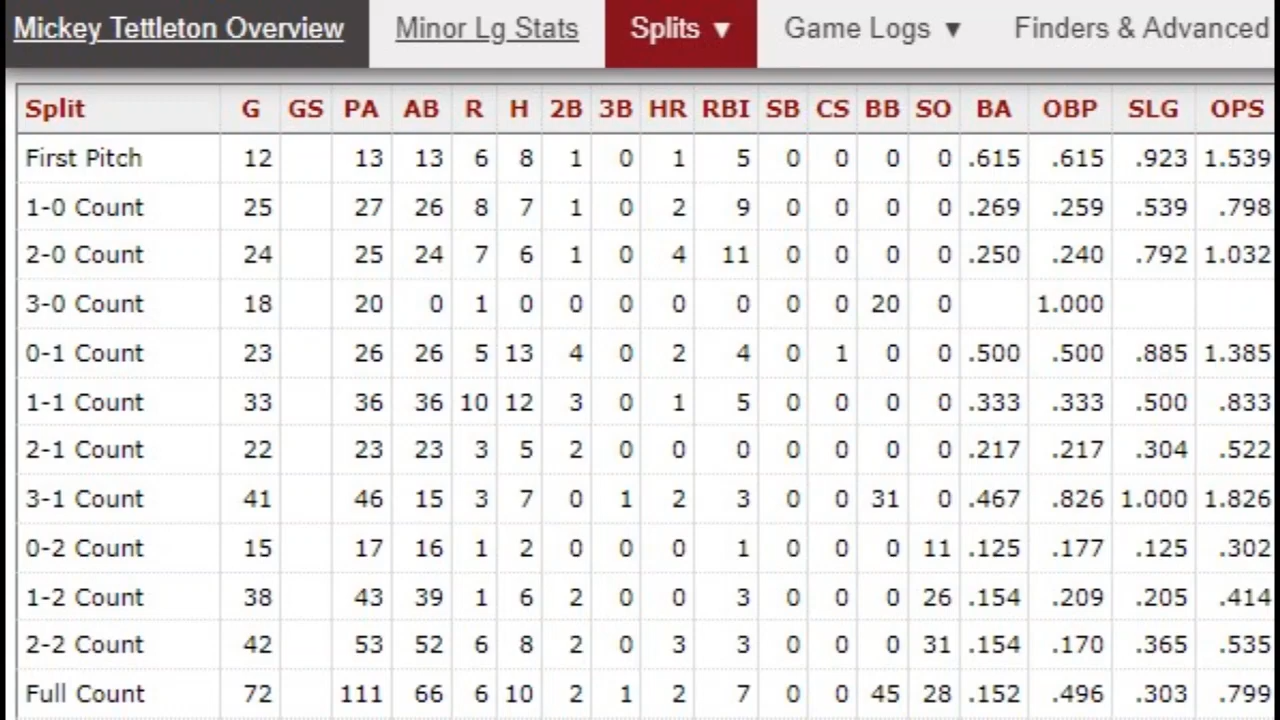 Mickey Tettleton Overview Minor Lg Stats Splits ▼ Game Logs ▼ Finders & Advanced
Split G GS PA AB R H 2B 3B HR RBI SB CS BB SO BA OBP SLG OPS
First Pitch 12 13 13 6 8 1 0 1 5 0 0 0 0 .615 .615 .923 1.539
1-0 Count 25 27 26 8 7 1 0 2 9 0 0 0 0 .269 .259 .539 .798
2-0 Count 24 25 24 7 6 1 0 4 11 0 0 0 0 .250 .240 .792 1.032
3-0 Count 18 20 0 1 0 0 0 0 0 0 0 20 0 1.000
0-1 Count 23 26 26 5 13 4 0 2 4 0 1 0 0 .500 .500 .885 1.385
1-1 Count 33 36 36 10 12 3 0 1 5 0 0 0 0 .333 .333 .500 .833
2-1 Count 22 23 23 3 5 2 0 0 0 0 0 0 0 .217 .217 .304 .522
3-1 Count 41 46 15 3 7 0 1 2 3 0 0 31 0 .467 .826 1.000 1.826
0-2 Count 15 17 16 1 2 0 0 0 1 0 0 0 11 .125 .177 .125 .302
1-2 Count 38 43 39 1 6 2 0 0 3 0 0 0 26 .154 .209 .205 .414
2-2 Count 42 53 52 6 8 2 0 3 3 0 0 0 31 .154 .170 .365 .535
Full Count 72 111 66 6 10 2 1 2 7 0 0 45 28 .152 .496 .303 .799